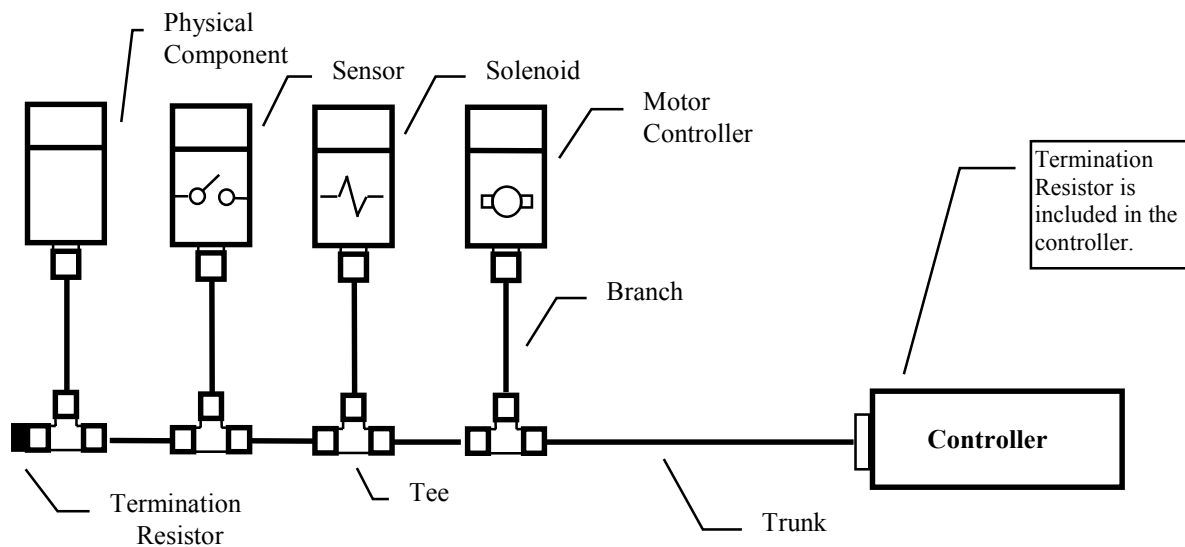 Physical
Component
Sensor
Solenoid
Motor
Controller
Termination
Resistor is
included in the
controller.
Branch
Controller
Termination
Resistor
Tee
Trunk